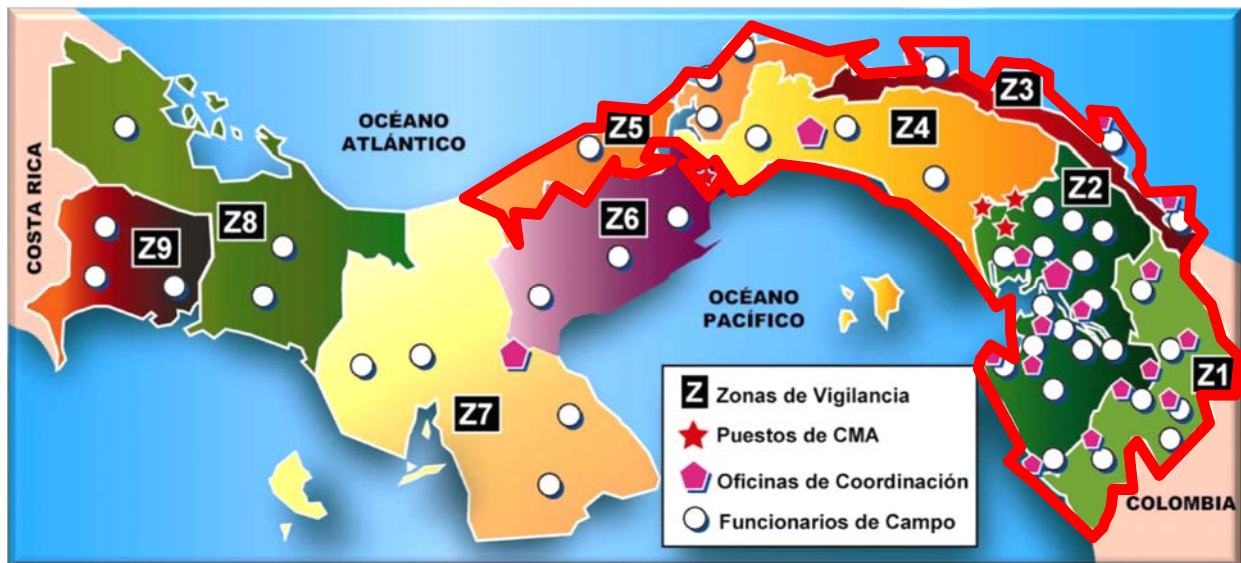 OCÉANO
ATLÁNTICO
COSTA RICA
Z5
Z3
Z4
Z2
Z8
Z6
Z9
OCÉANO
PACÍFICO
Z1
Z7
Z Zonas de Vigilancia
Puestos de CMA
Oficinas de Coordinación
Funcionarios de Campo
COLOMBIA